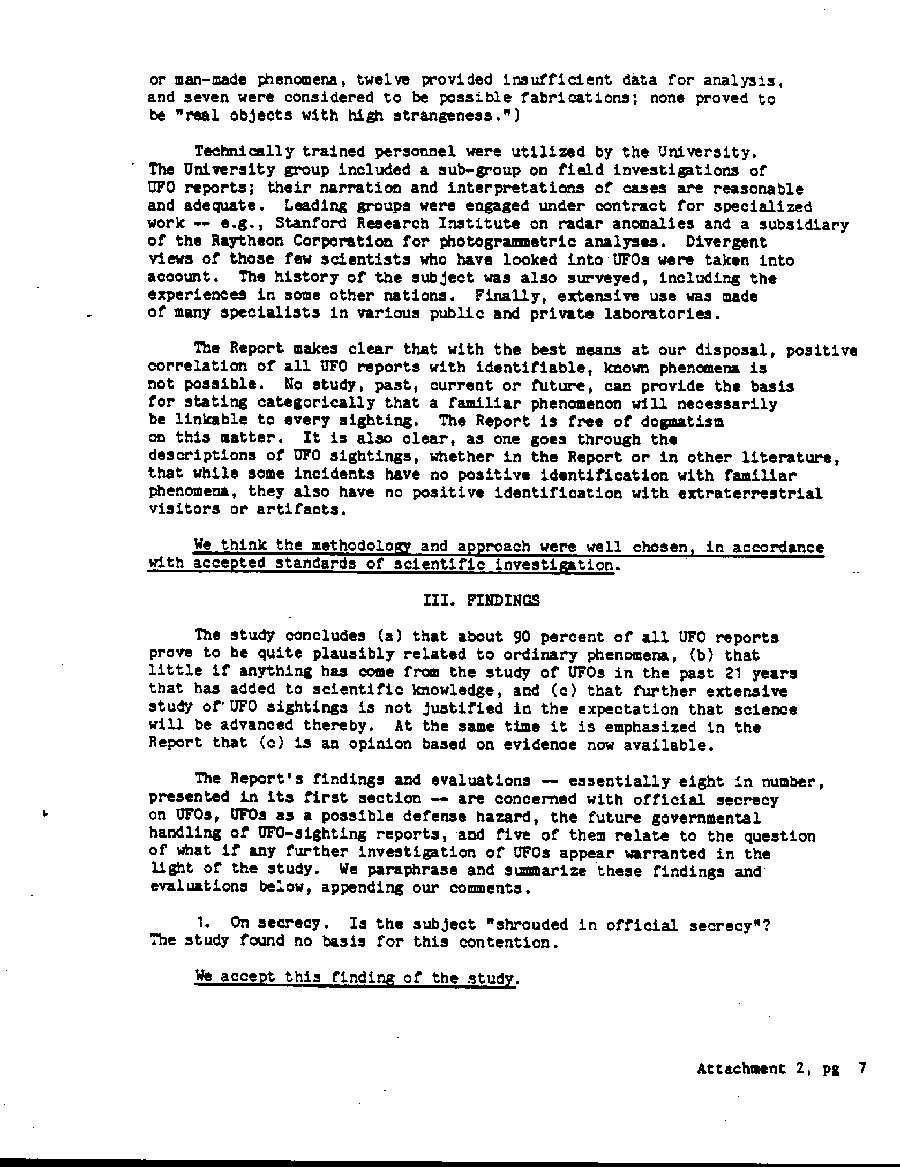 or man-made phenomena, twelve provided insufficient data for analysis,
and seven were considered to be possible fabrications; none proved to
be "real objects with high strangeness.")
Technically trained personnel were utilized by the University.
The University group included a sub-group on field investigations of
UFO reports; their narration and interpretations of cases are reasonable
and adequate. Leading groups were engaged under contract for specialized
work -- e.g., Stanford Research Institute on radar anomalies and a subsidiary
of the Raytheon Corporation for photogrammetric analyses. Divergent
views of those few scientists who have looked into UFOs were taken into
account. The history of the subject was also surveyed, including the
experiences in some other nations. Finally, extensive use was made
of many specialists in various public and private laboratories.
The Report makes clear that with the best means at our disposal, positive
correlation of all UFO reports with identifiable, known phenomena is
not possible. No study, past, current or future, can provide the basis
for stating categorically that a familiar phenomenon will necessarily
be linkable to every sighting. The Report is free of dogmatism
on this matter. It is also clear, as one goes through the
descriptions of UFO sightings, whether in the Report or in other literature,
that while some incidents have no positive identification with familiar
phenomena, they also have no positive identification with extraterrestrial
visitors or artifacts.
We think the methodology and approach were well chosen, in accordance
with accepted standards of scientific investigation.
III. FINDINGS
The study concludes (a) that about 90 percent of all UFO reports
prove to be quite plausibly related to ordinary phenomena, (b) that
little if anything has come from the study of UFOs in the past 21 years
that has added to scientific knowledge, and (c) that further extensive
study of UFO sightings is not justified in the expectation that science
will be advanced thereby. At the same time it is emphasized in the
Report that (c) is an opinion based on evidence now available.
The Report's findings and evaluations -- essentially eight in number,
presented in its first section -- are concerned with official secrecy
on UFOs, UFOs as a possible defense hazard, the future governmental
handling of UFO-sighting reports, and five of them relate to the question
of what if any further investigation of UFOs appear warranted in the
light of the study. We paraphrase and summarize these findings and
evaluations below, appending our comments.
1. On secrecy. Is the subject "shrouded in official secrecy"?
The study found no basis for this contention.
We accept this finding of the study.
Attachment 2, pg 7